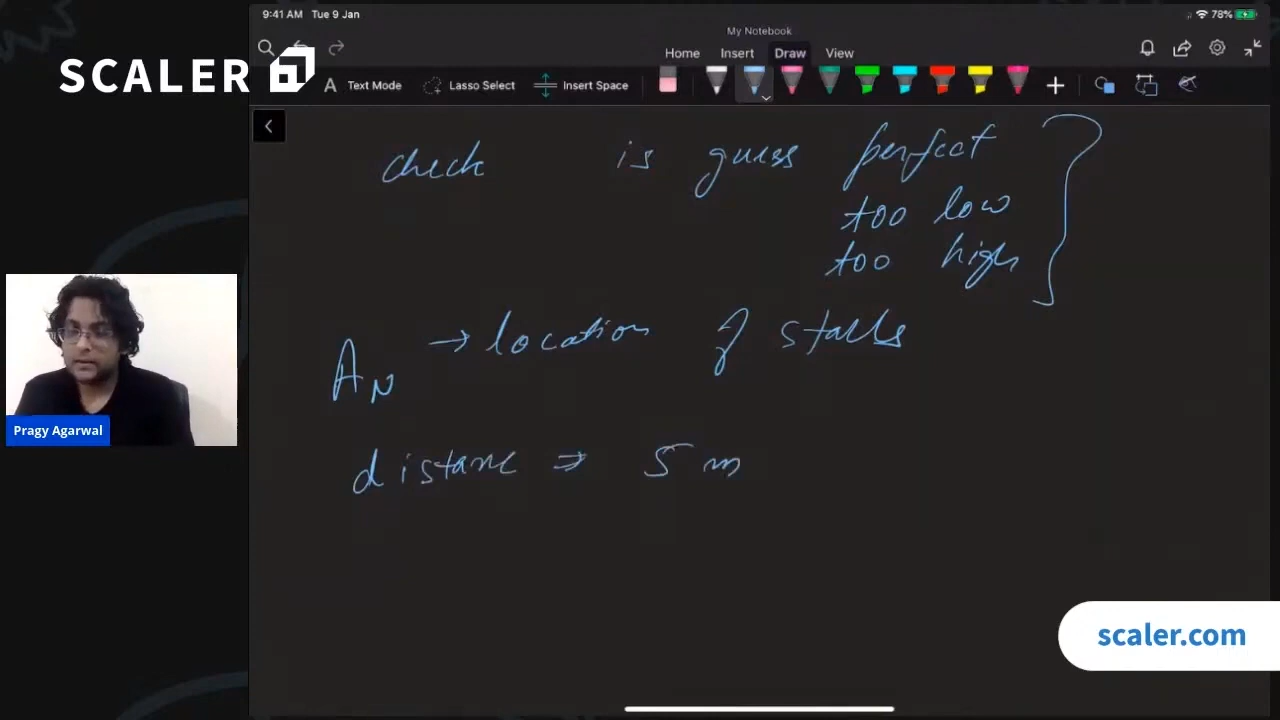 9:41 AM Tue 9 Jan
78%
My Notebook
Home Insert Draw View
SCALER
Text Mode Lasso Select Insert Space
check is guess perfect
too low
too high
AN → location of stalls
distance ⇒ 5 m
Pragy Agarwal
scaler.com